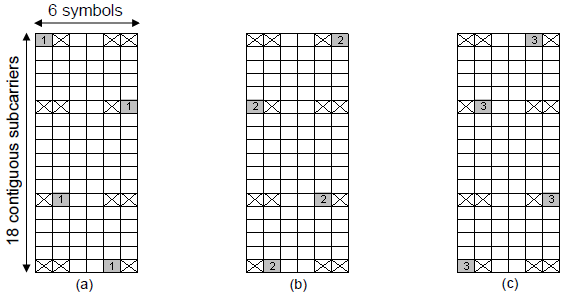 6 symbols
18 contiguous subcarriers
1 2 3
1 2 3
1 2 3
1 2 3
(a) (b) (c)